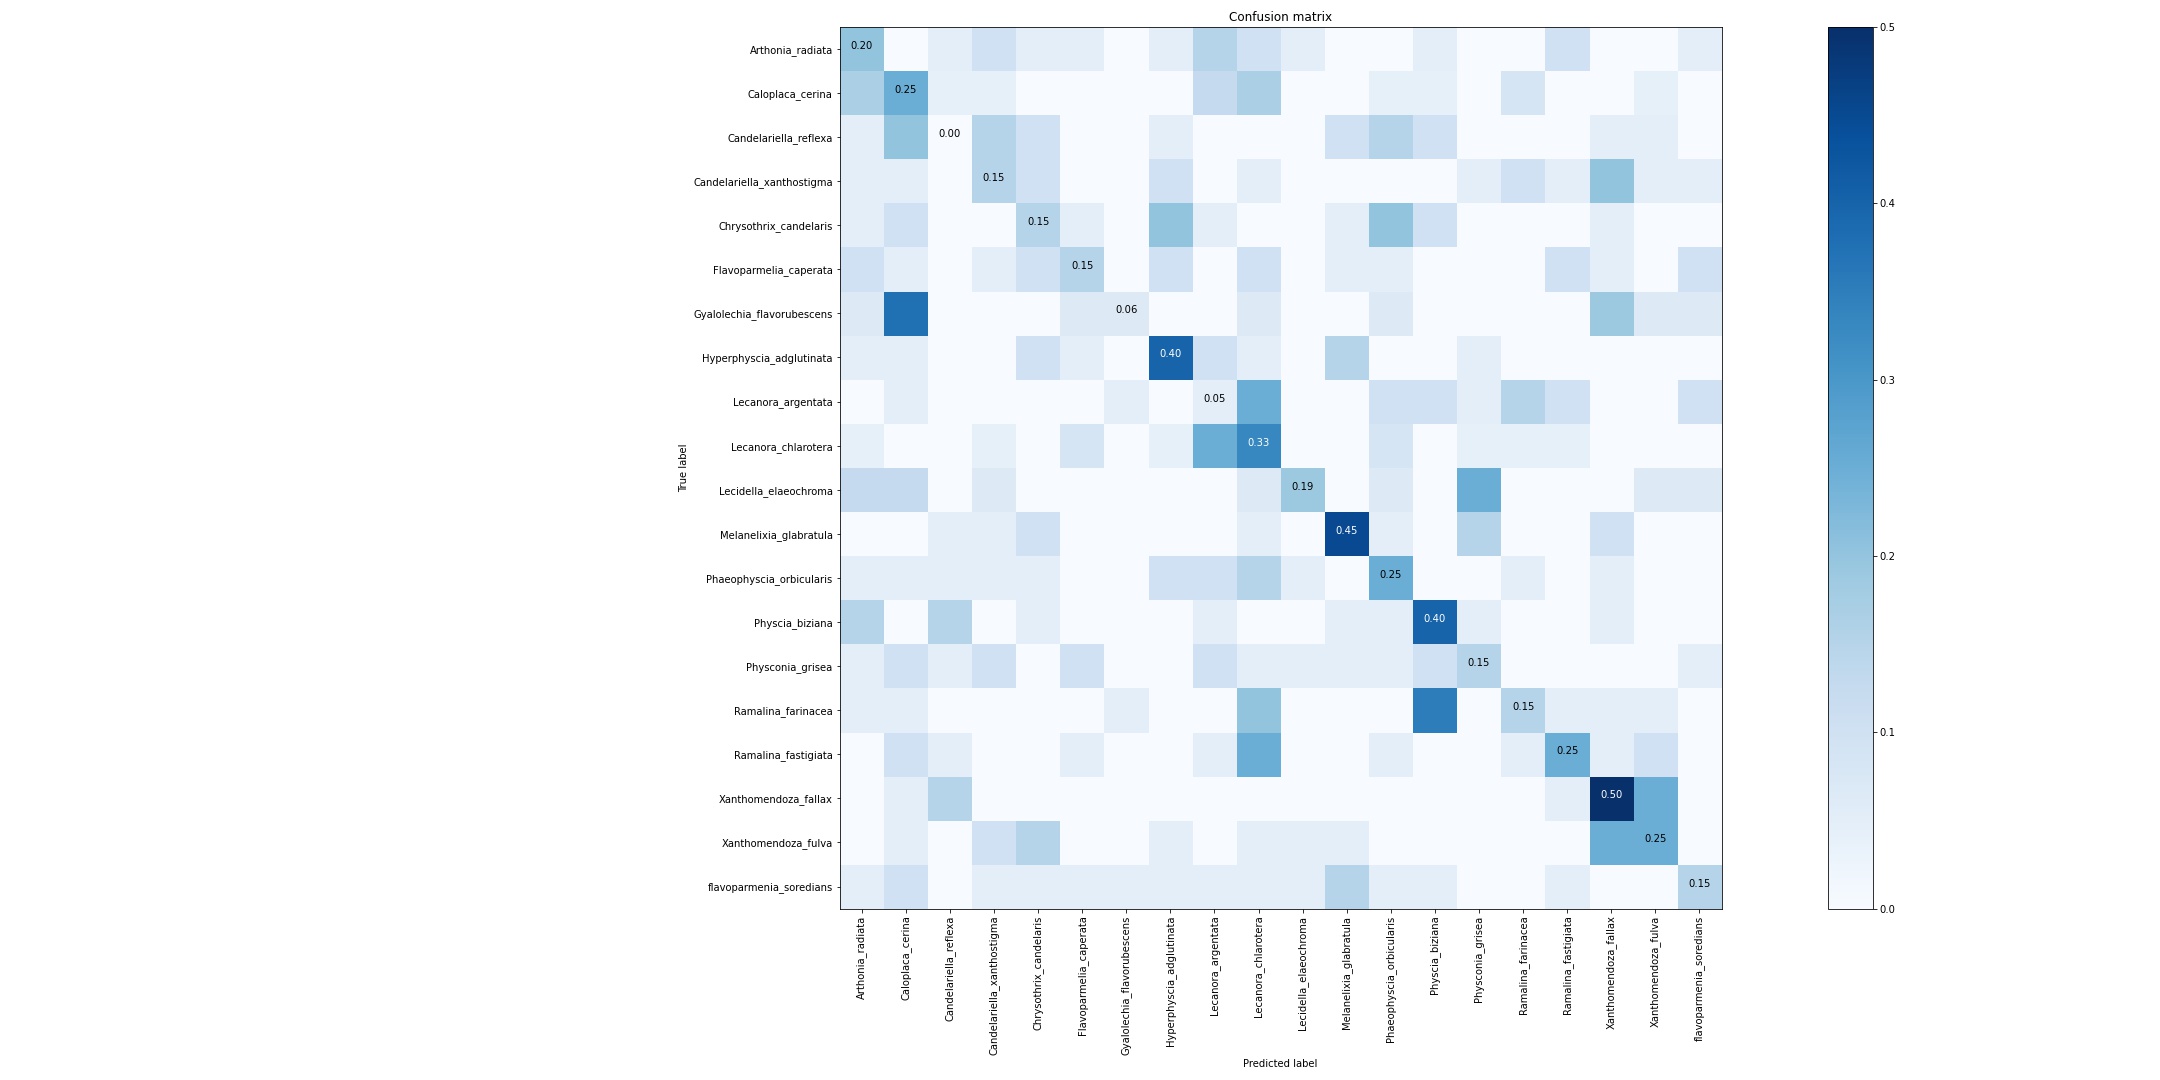 Confusion matrix
Arthonia_radiata
Caloplaca_cerina
Candelariella_reflexa
Candelariella_xanthostigma
Chrysothrix_candelaris
Flavoparmelia_caperata
Gyalolechia_flavorubescens
Hyperphyscia_adglutinata
Lecanora_argentata
Lecanora_chlarotera
Lecidella_elaeochroma
Melanelixia_glabratula
Phaeophyscia_orbicularis
Physcia_biziana
Physconia_grisea
Ramalina_farinacea
Ramalina_fastigiata
Xanthomendoza_fallax
Xanthomendoza_fulva
flavoparmenia_soredians
True label
0.20
0.25
0.00
0.15
0.15
0.15
0.06
0.40
0.05
0.33
0.19
0.45
0.25
0.40
0.15
0.15
0.25
0.50
0.25
0.15
Arthonia_radiata
Caloplaca_cerina
Candelariella_reflexa
Candelariella_xanthostigma
Chrysothrix_candelaris
Flavoparmelia_caperata
Gyalolechia_flavorubescens
Hyperphyscia_adglutinata
Lecanora_argentata
Lecanora_chlarotera
Lecidella_elaeochroma
Melanelixia_glabratula
Phaeophyscia_orbicularis
Physcia_biziana
Physconia_grisea
Ramalina_farinacea
Ramalina_fastigiata
Xanthomendoza_fallax
Xanthomendoza_fulva
flavoparmenia_soredians
Predicted label
0.5
0.4
0.3
0.2
0.1
0.0